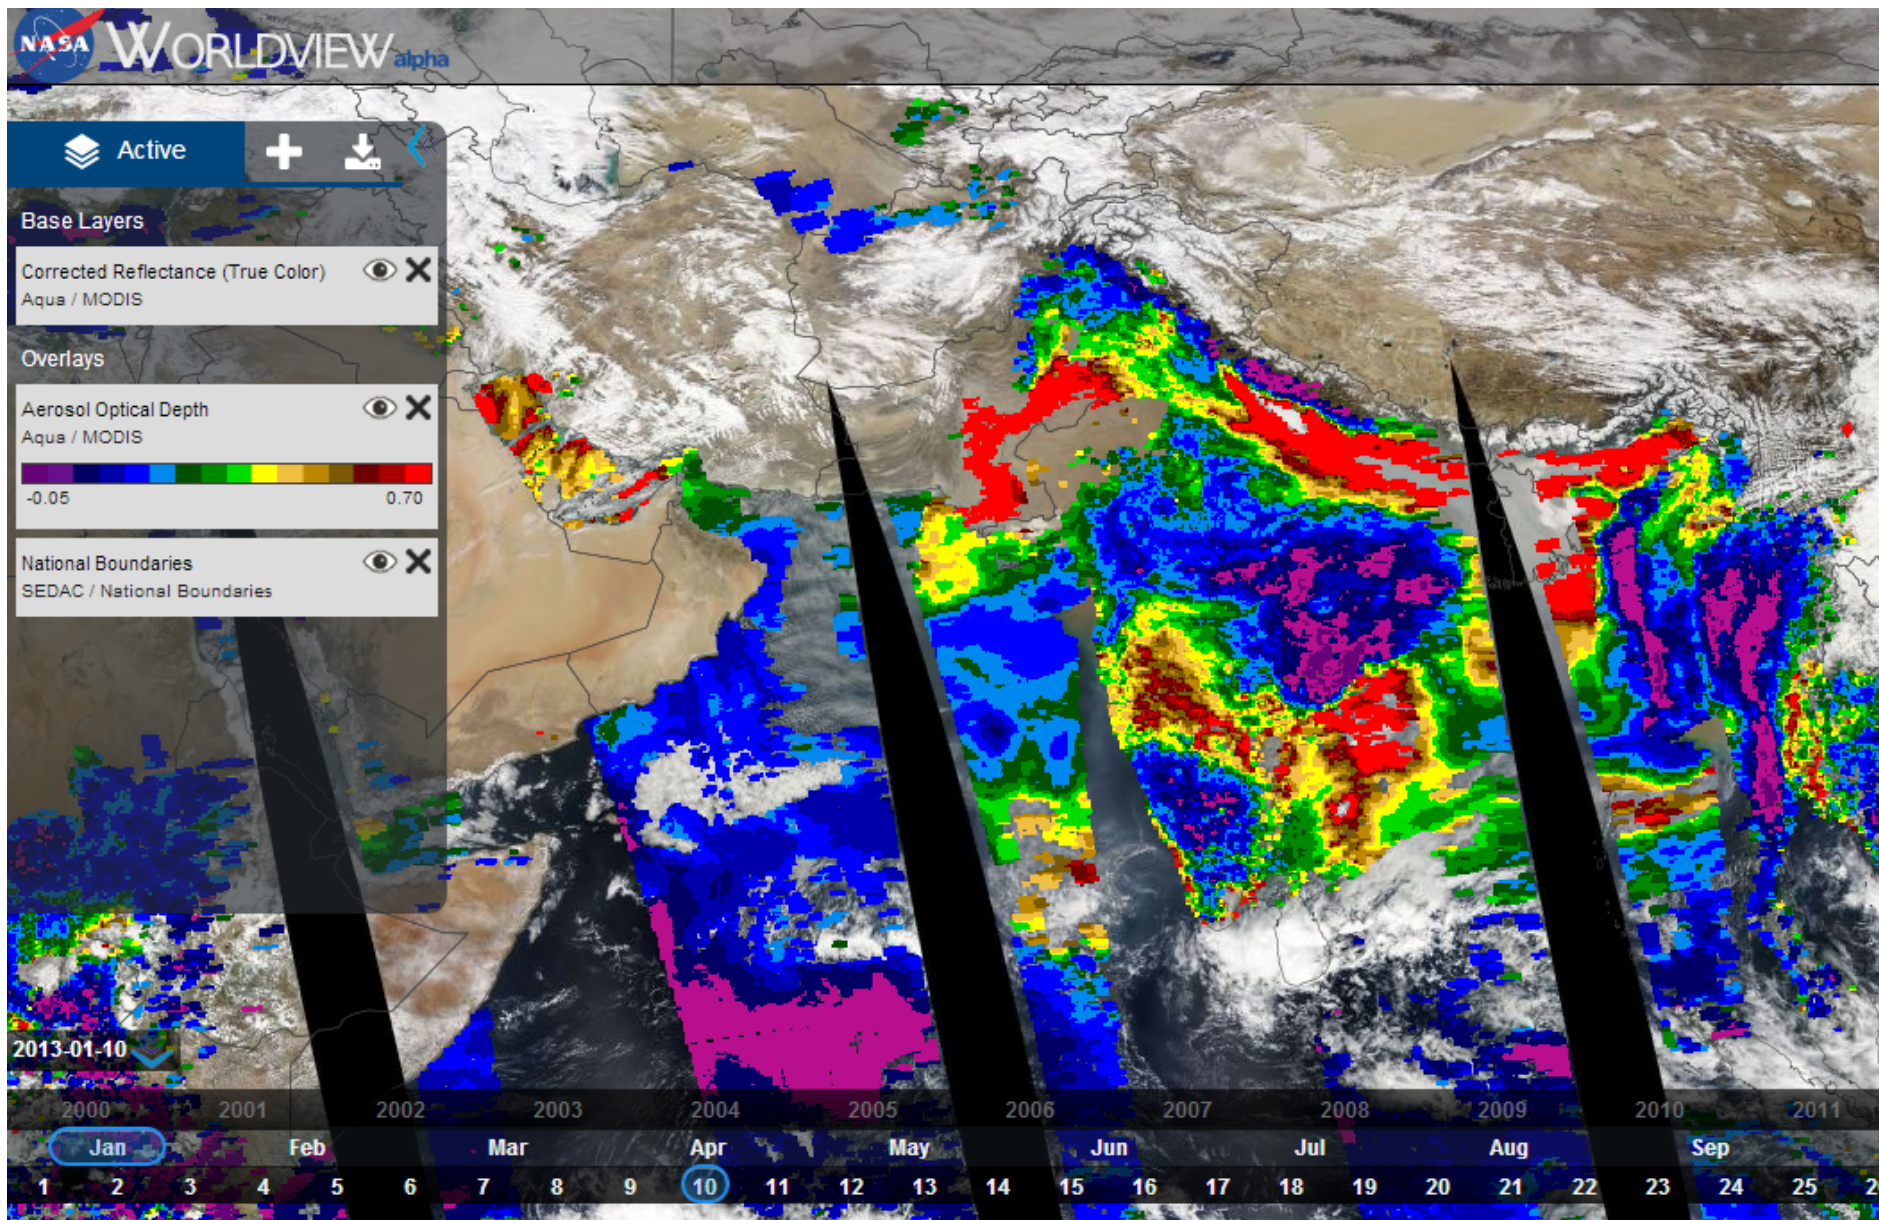 NASA WORLDVIEW alpha
Active
Base Layers
Corrected Reflectance (True Color)
Aqua / MODIS
Overlays
Aerosol Optical Depth
Aqua / MODIS
-0.05 0.70
National Boundaries
SEDAC / National Boundaries
2013-01-10
2000 2001 2002 2003 2004 2005 2006 2007 2008 2009 2010 2011
Jan Feb Mar Apr May Jun Jul Aug Sep
1 2 3 4 5 6 7 8 9 10 11 12 13 14 15 16 17 18 19 20 21 22 23 24 25